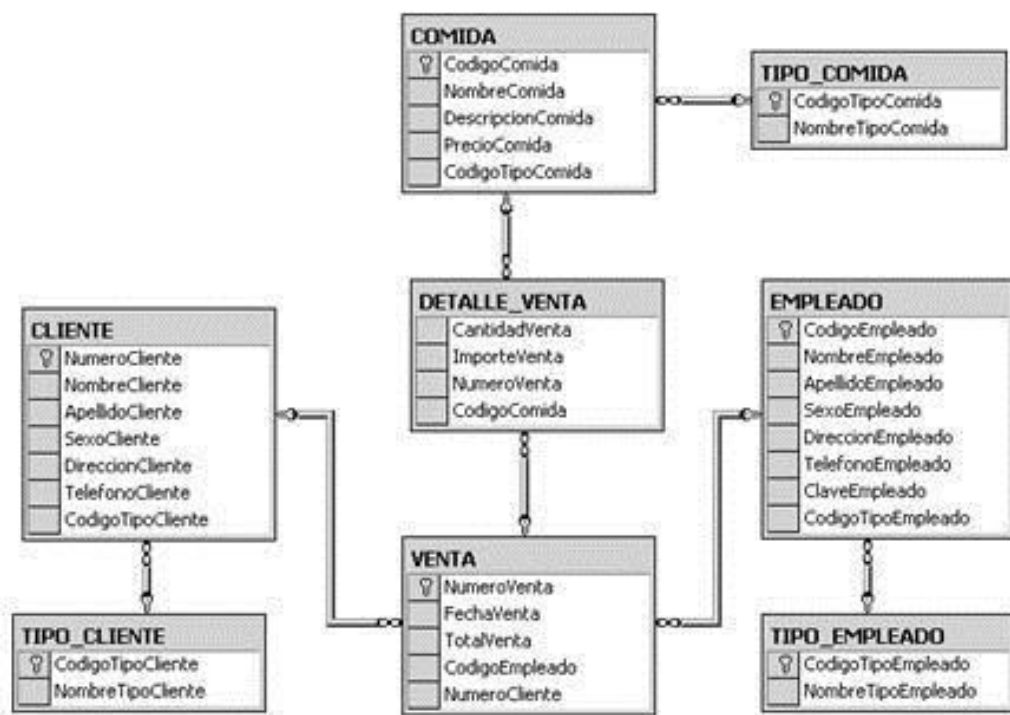 COMIDA
CodigoComida
NombreComida
DescripcionComida
PrecioComida
CodigoTipoComida
TIPO_COMIDA
CodigoTipoComida
NombreTipoComida
DETALLE_VENTA
CantidadVenta
ImporteVenta
NumeroVenta
CodigoComida
CLIENTE
NumeroCliente
NombreCliente
ApellidoCliente
SexoCliente
DireccionCliente
TelefonoCliente
CodigoTipoCliente
EMPLEADO
CodigoEmpleado
NombreEmpleado
ApellidoEmpleado
SexoEmpleado
DireccionEmpleado
TelefonoEmpleado
ClaveEmpleado
CodigoTipoEmpleado
TIPO_CLIENTE
CodigoTipoCliente
NombreTipoCliente
VENTA
NumeroVenta
FechaVenta
TotalVenta
CodigoEmpleado
NumeroCliente
TIPO_EMPLEADO
CodigoTipoEmpleado
NombreTipoEmpleado